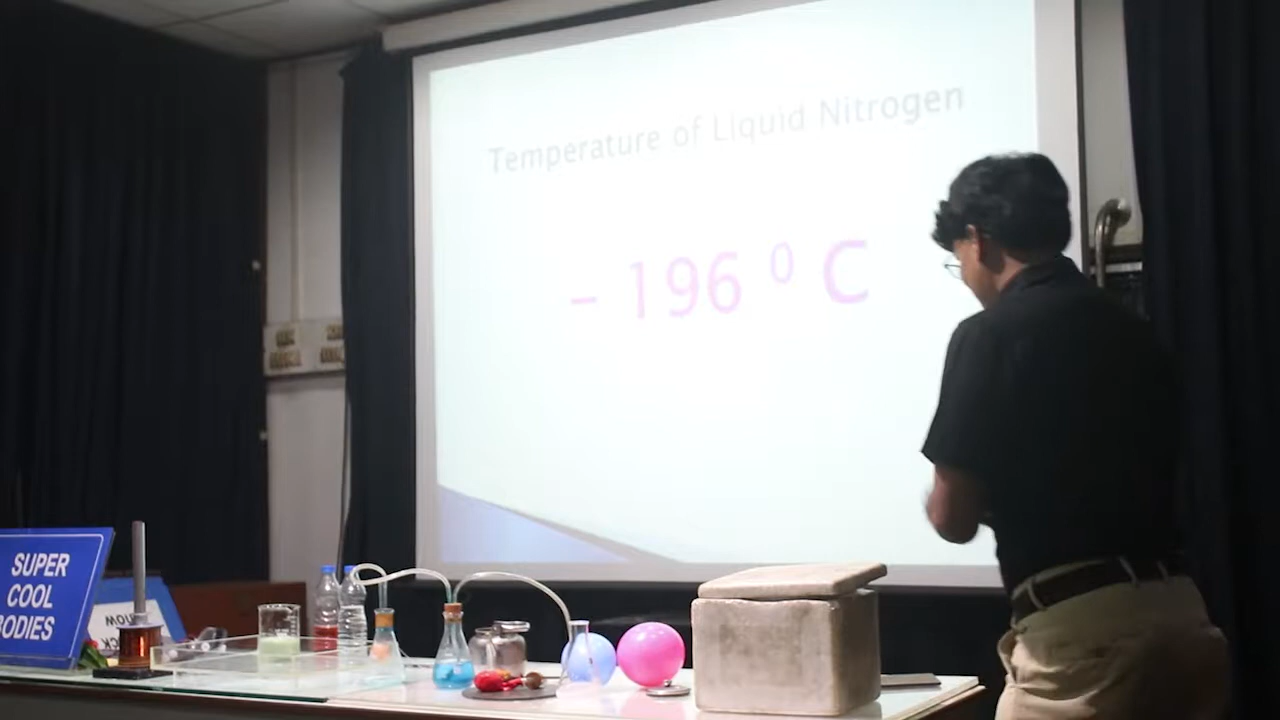 Temperature of Liquid Nitrogen
– 196 ⁰ C
SUPER
COOL
BODIES